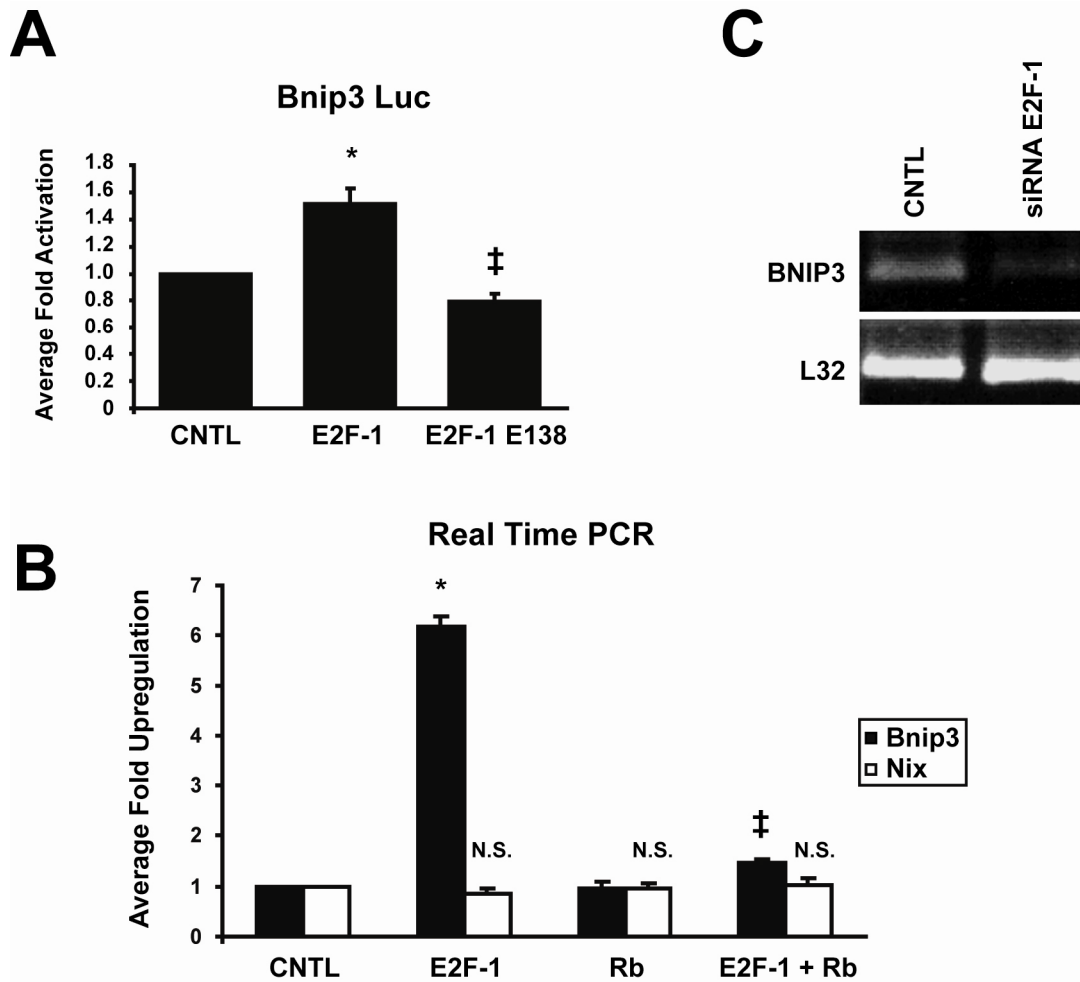 A
Bnip3 Luc
Average Fold Activation
1.8
1.6
1.4
1.2
1.0
0.8
0.6
0.4
0.2
0
*
‡
CNTL
E2F-1
E2F-1 E138
C
CNTL
siRNA E2F-1
BNIP3
L32
B
Real Time PCR
Average Fold Upregulation
7
6
5
4
3
2
1
0
*
N.S.
N.S.
‡
N.S.
CNTL
E2F-1
Rb
E2F-1 + Rb
Bnip3
Nix